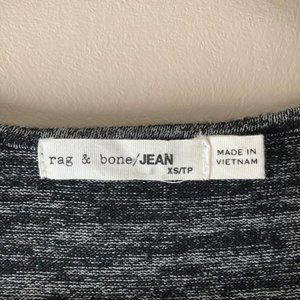 rag & bone/JEAN
XS/TP
MADE IN
VIETNAM